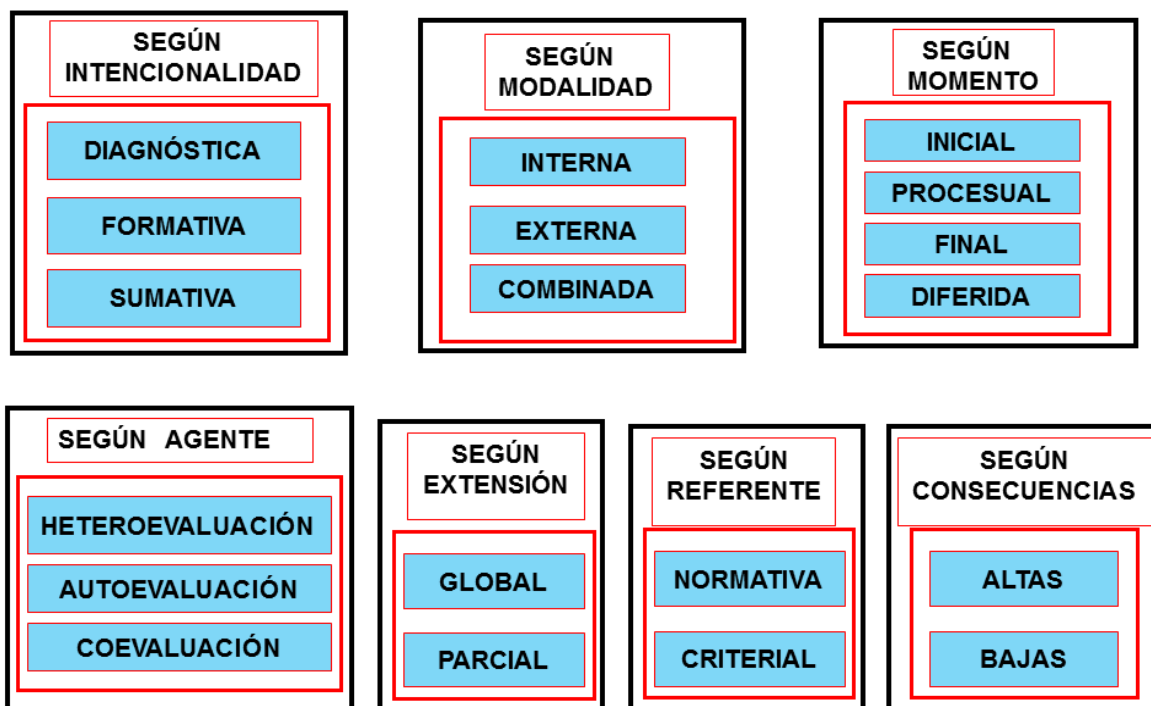 SEGÚN
INTENCIONALIDAD
DIAGNÓSTICA
FORMATIVA
SUMATIVA
SEGÚN
MODALIDAD
INTERNA
EXTERNA
COMBINADA
SEGÚN
MOMENTO
INICIAL
PROCESUAL
FINAL
DIFERIDA
SEGÚN AGENTE
HETEROEVALUACIÓN
AUTOEVALUACIÓN
COEVALUACIÓN
SEGÚN
EXTENSIÓN
GLOBAL
PARCIAL
SEGÚN
REFERENTE
NORMATIVA
CRITERIAL
SEGÚN
CONSECUENCIAS
ALTAS
BAJAS